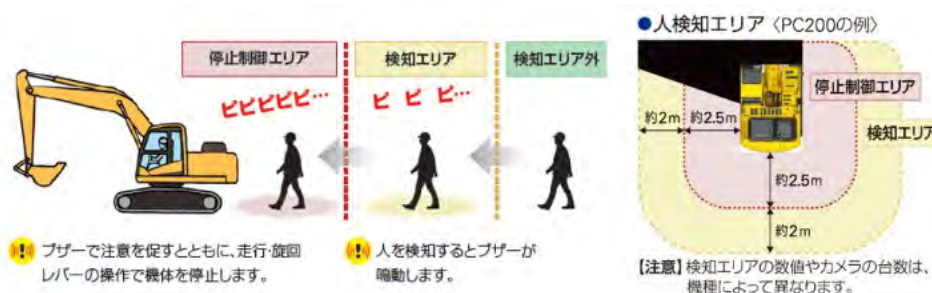 停止制御エリア
検知エリア
検知エリア外
ピピピピピ…
ピ ピ ピ…
ブザーで注意を促すとともに、走行・旋回
レバーの操作で機体を停止します。
人を検知するとブザーが
鳴動します。
●人検知エリア〈PC200の例〉
停止制御エリア
検知エリア
約2m
約2.5m
約2.5m
約2m
【注意】検知エリアの数値やカメラの台数は、
機種によって異なります。